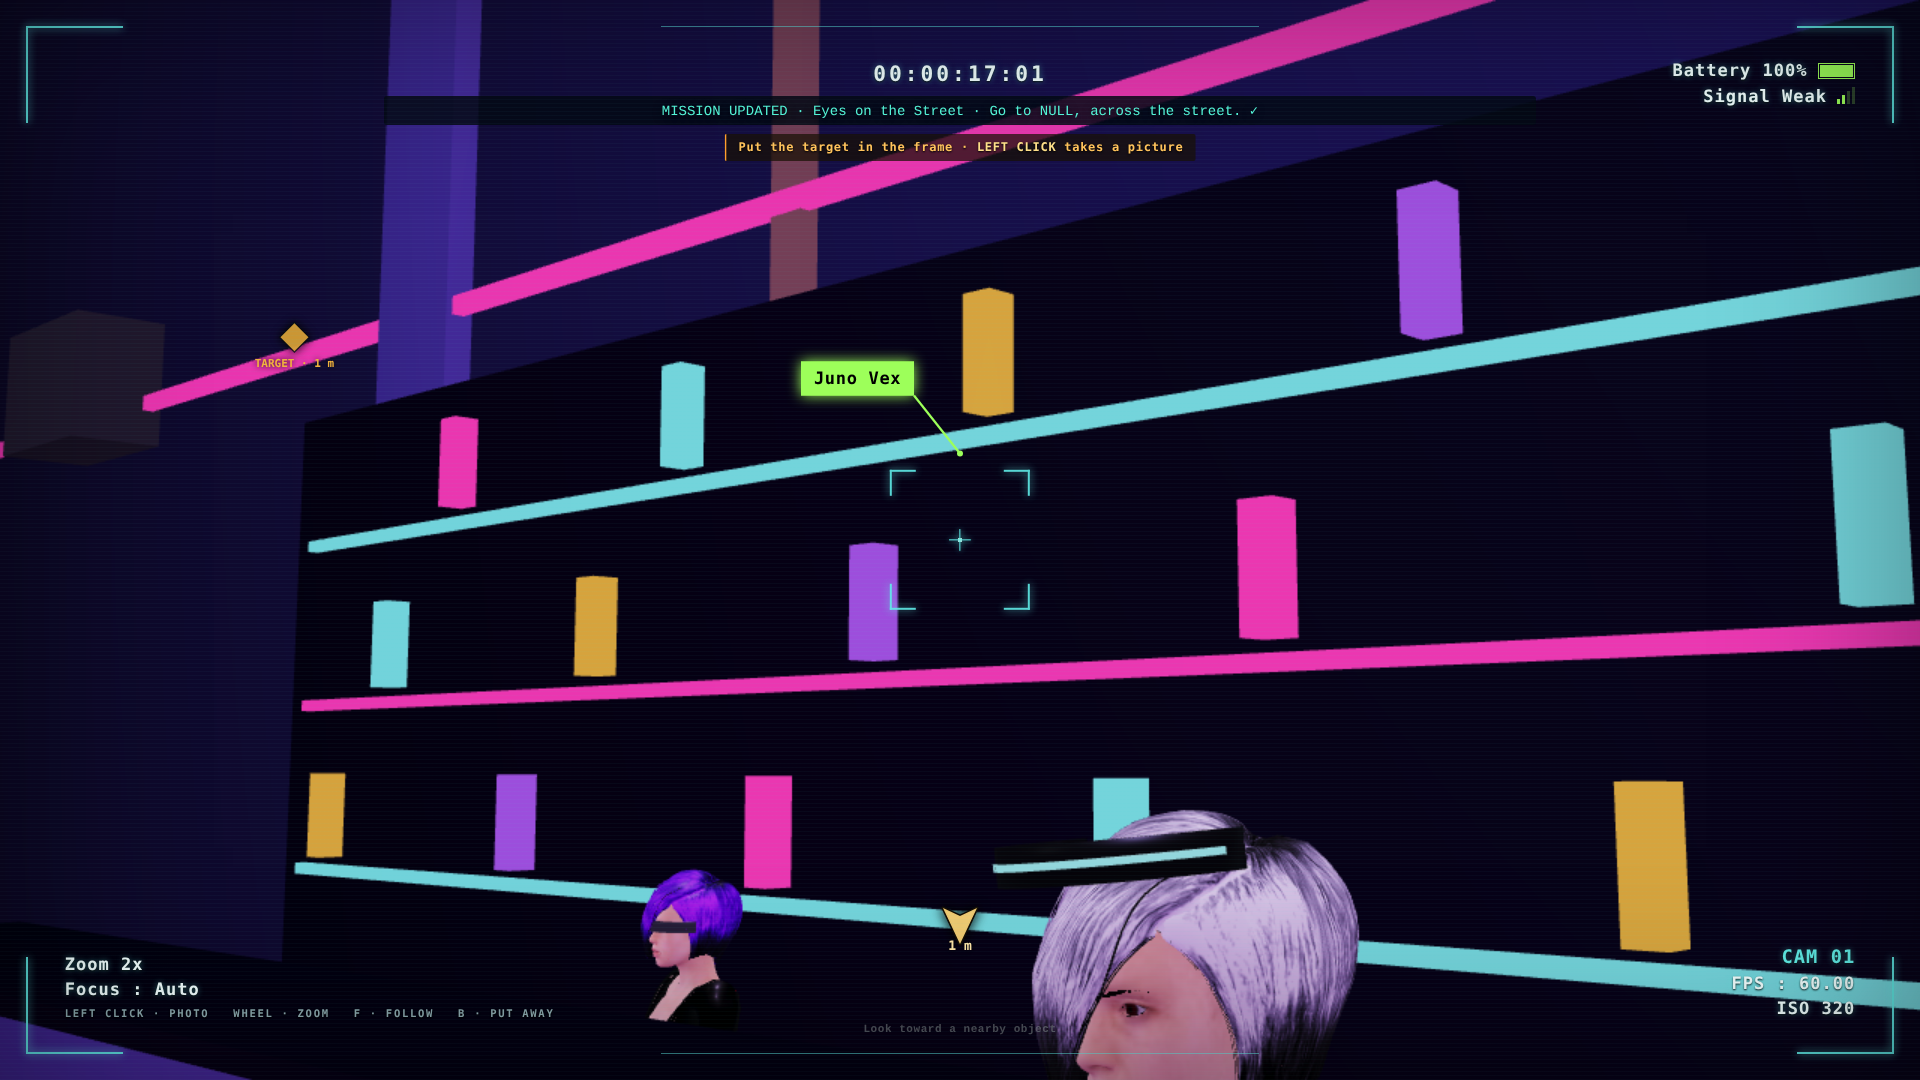 00:00:17:01
Battery 100%
Signal Weak
MISSION UPDATED · Eyes on the Street · Go to NULL, across the street. ✓
Put the target in the frame · LEFT CLICK takes a picture
TARGET · 1 m
Juno Vex
1 m
Zoom 2x
Focus : Auto
LEFT CLICK · PHOTO WHEEL · ZOOM F · FOLLOW B · PUT AWAY
Look toward a nearby object
CAM 01
FPS : 60.00
ISO 320